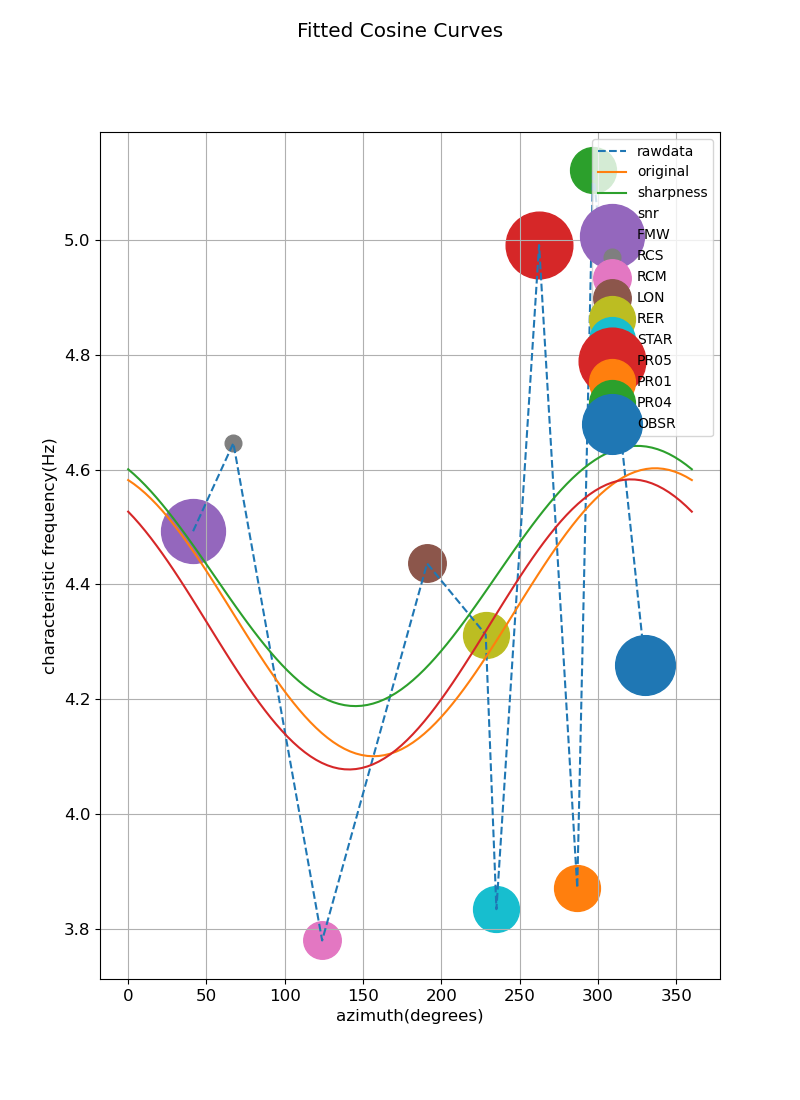 Fitted Cosine Curves
characteristic frequency(Hz)
5.0
4.8
4.6
4.4
4.2
4.0
3.8
rawdata
original
sharpness
snr
FMW
RCS
RCM
LON
RER
STAR
PR05
PR01
PR04
OBSR
0 50 100 150 200 250 300 350
azimuth(degrees)